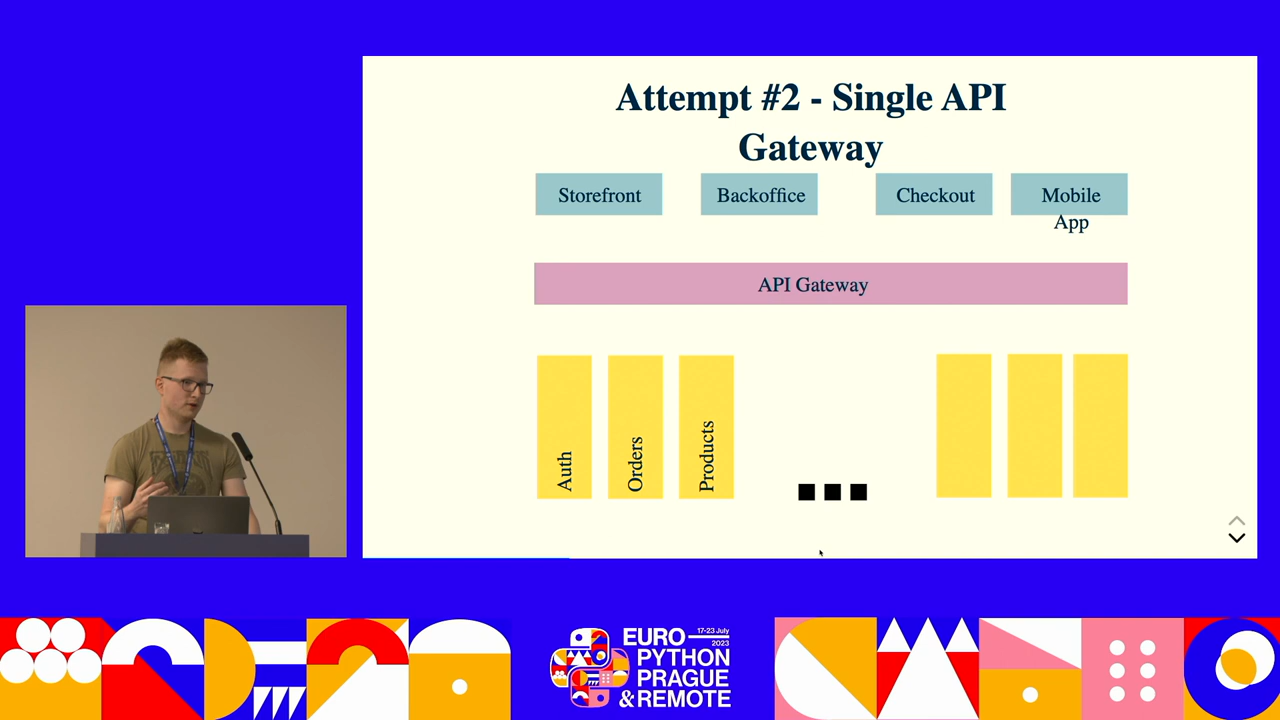 Attempt #2 - Single API
Gateway
Storefront
Backoffice
Checkout
Mobile
App
API Gateway
Auth
Orders
Products
EURO
17-23 July
2023
PYTHON
PRAGUE
& REMOTE